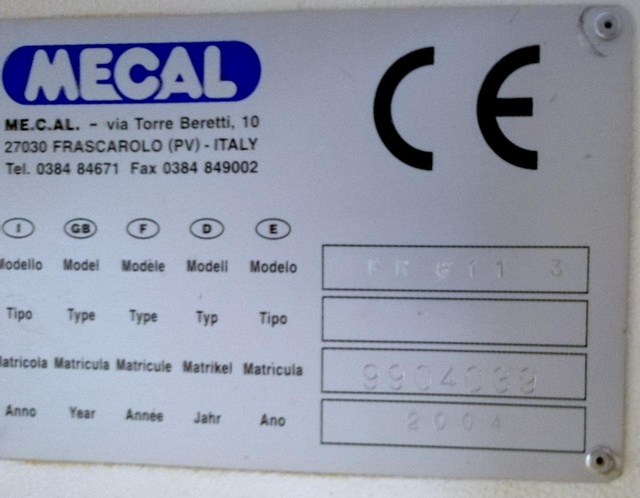 MECAL
CE
ME.C.AL. - via Torre Beretti, 10
27030 FRASCAROLO (PV) - ITALY
Tel. 0384 84671 Fax 0384 849002
I GB F D E
Modello Model Modèle Modell Modelo
Tipo Type Type Typ Tipo
Matricola Matricula Matricule Matrikel Matricula 9904039
Anno Year Année Jahr Ano 2004